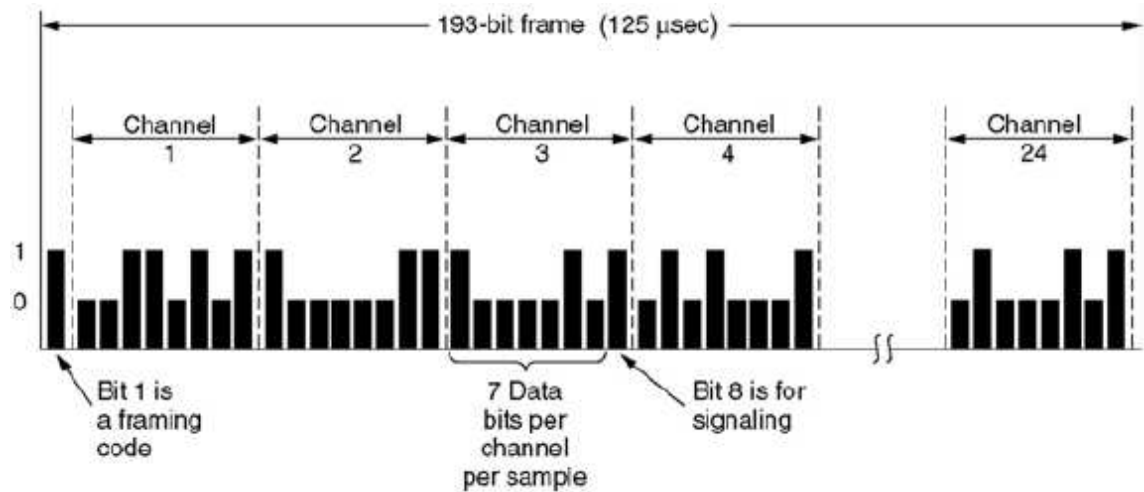 193-bit frame (125 μsec)
Channel
1
Channel
2
Channel
3
Channel
4
Channel
24
1
0
Bit 1 is
a framing
code
7 Data
bits per
channel
per sample
Bit 8 is for
signaling